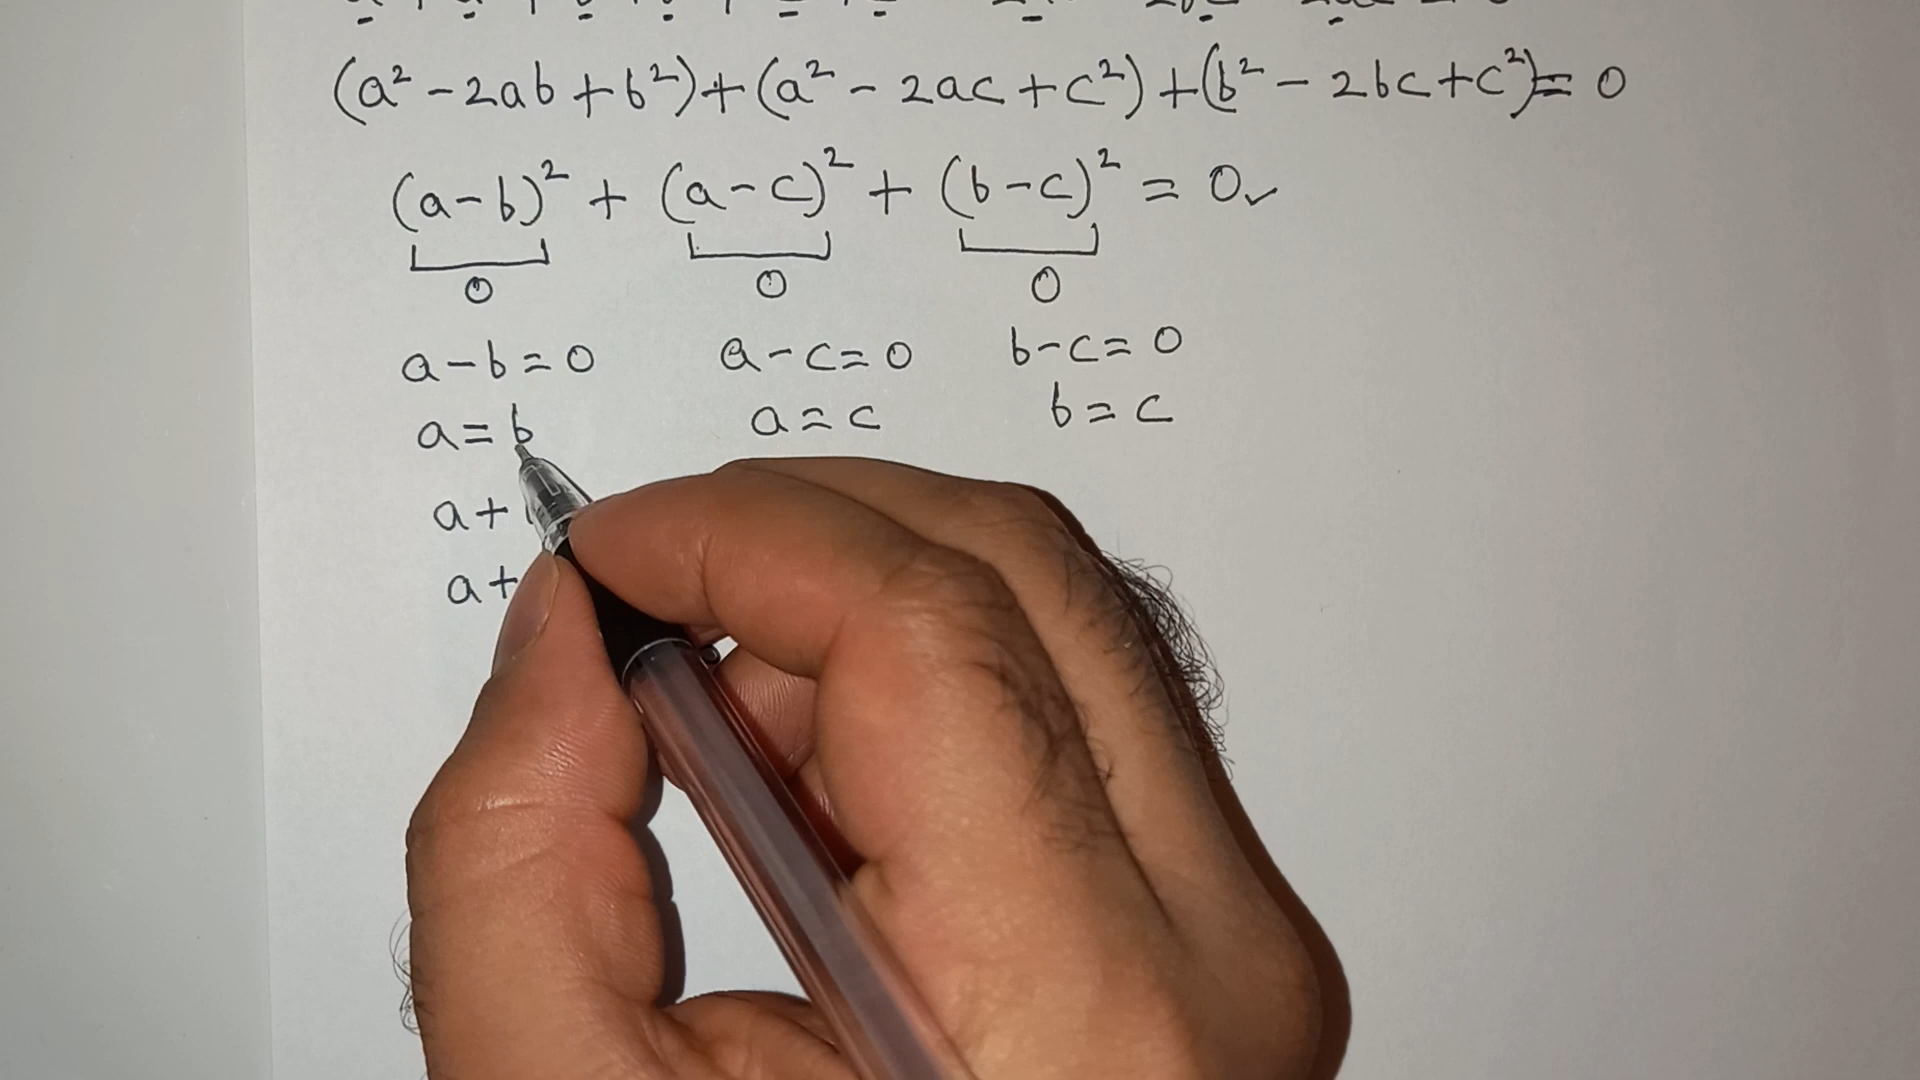 (a² - 2ab + b²) + (a² - 2ac + c²) + (b² - 2bc + c²) = 0
(a-b)² + (a-c)² + (b-c)² = 0✓
0 0 0
a-b=0 a-c=0 b-c=0
a=b a=c b=c
a+
a+